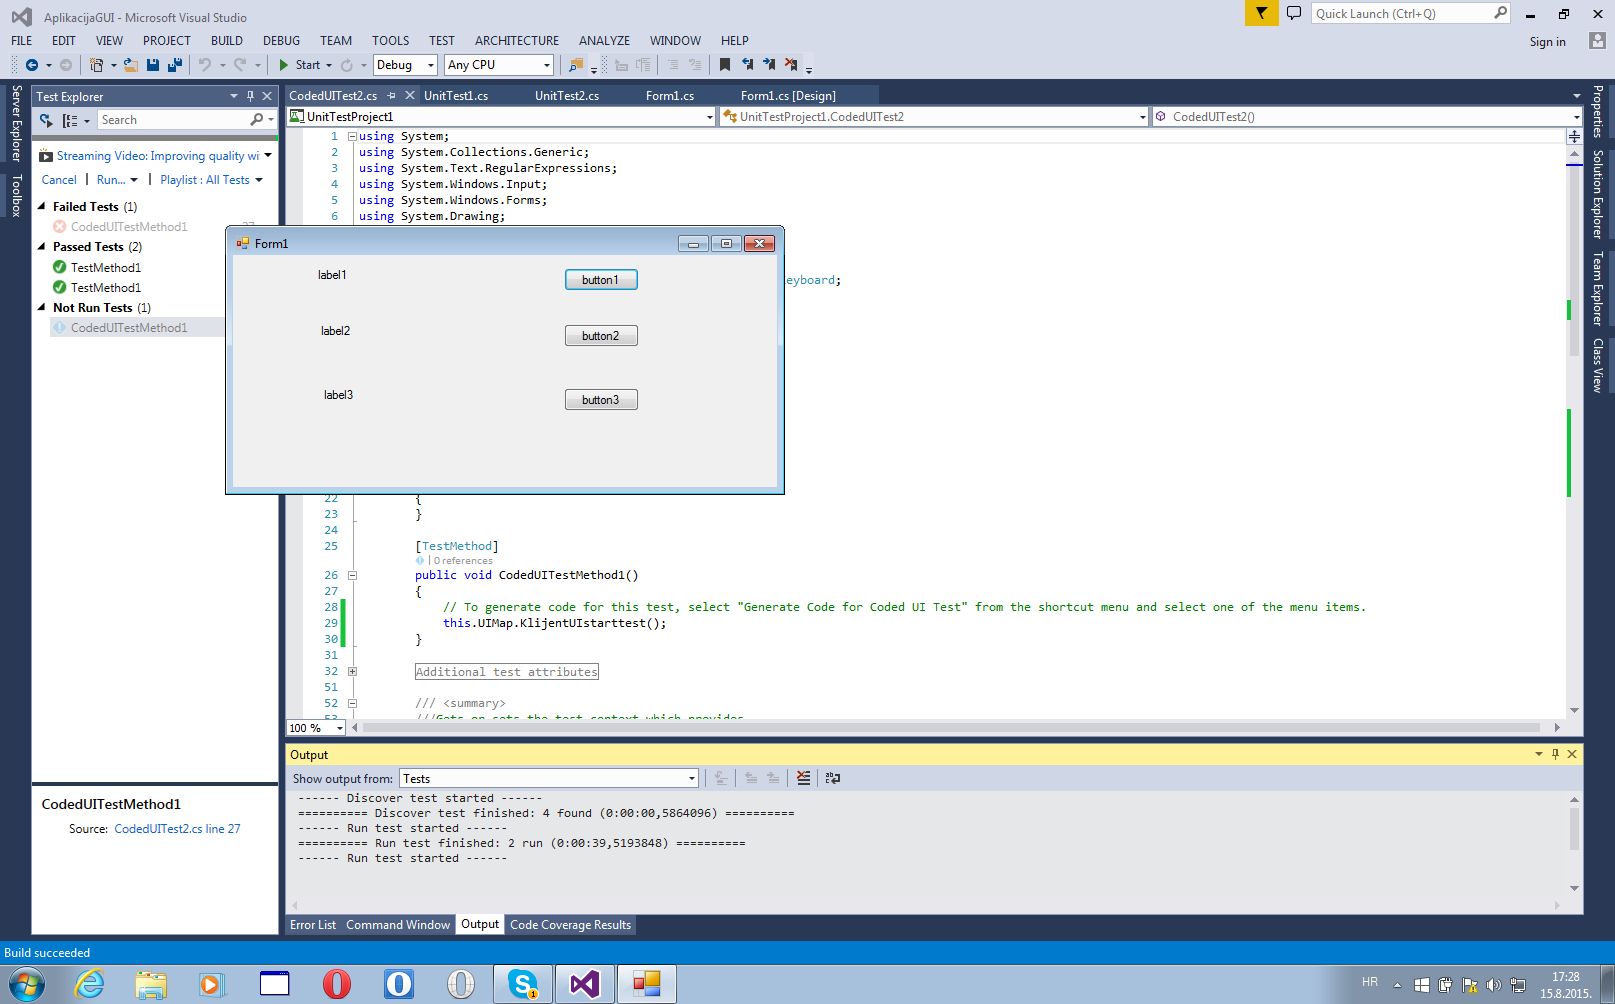 AplikacijaGUI - Microsoft Visual Studio
Quick Launch (Ctrl+Q)
FILE EDIT VIEW PROJECT BUILD DEBUG TEAM TOOLS TEST ARCHITECTURE ANALYZE WINDOW HELP
Sign in
Start Debug Any CPU
Server Explorer
Toolbox
Test Explorer
Search
Streaming Video: Improving quality wi
Cancel | Run... | Playlist : All Tests
Failed Tests (1)
CodedUITestMethod1
Passed Tests (2)
TestMethod1
TestMethod1
Not Run Tests (1)
CodedUITestMethod1
CodedUITestMethod1
Source: CodedUITest2.cs line 27
CodedUITest2.cs UnitTest1.cs UnitTest2.cs Form1.cs Form1.cs [Design]
UnitTestProject1 UnitTestProject1.CodedUITest2 CodedUITest2()
1 using System;
2 using System.Collections.Generic;
3 using System.Text.RegularExpressions;
4 using System.Windows.Input;
5 using System.Windows.Forms;
6 using System.Drawing;
eyboard;
Form1
label1 button1
label2 button2
label3 button3
22 {
23 }
24
25 [TestMethod]
0 references
26 public void CodedUITestMethod1()
27 {
28 // To generate code for this test, select "Generate Code for Coded UI Test" from the shortcut menu and select one of the menu items.
29 this.UIMap.KlijentUIstarttest();
30 }
31
32 Additional test attributes
51
52 /// <summary>
53 ///Gets or sets the test context which provides
100 %
Properties
Solution Explorer
Team Explorer
Class View
Output
Show output from: Tests
------ Discover test started ------
========== Discover test finished: 4 found (0:00:00,5864096) ==========
------ Run test started ------
========== Run test finished: 2 run (0:00:39,5193848) ==========
------ Run test started ------
Error List Command Window Output Code Coverage Results
Build succeeded
HR
17:28
15.8.2015.